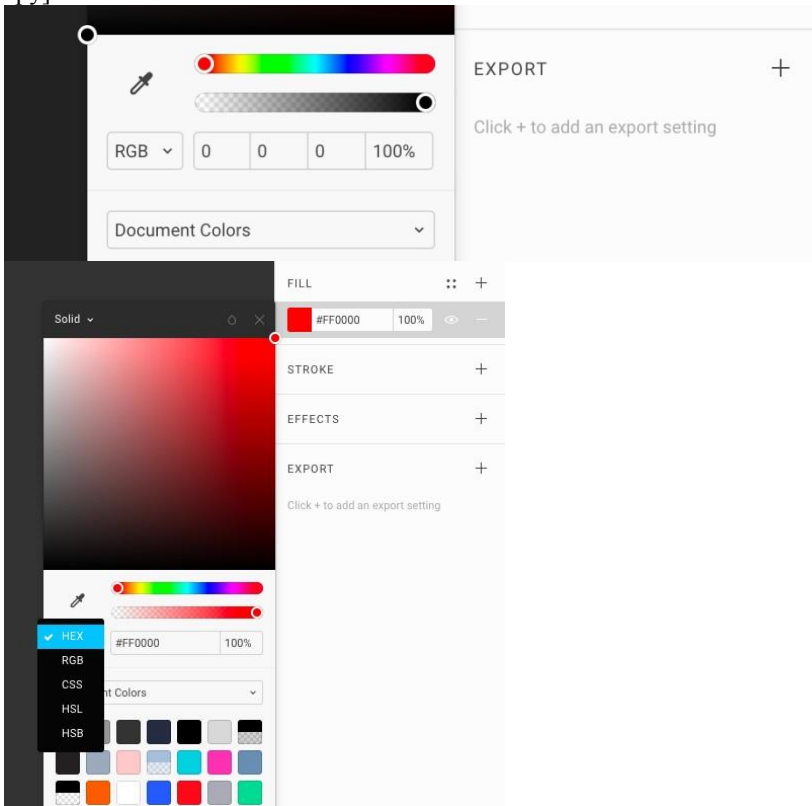 py]
EXPORT
Click + to add an export setting
RGB 0 0 0 100%
Document Colors
FILL
Solid
#FF0000 100%
STROKE
EFFECTS
EXPORT
Click + to add an export setting
HEX
#FF0000 100%
RGB
CSS
nt Colors
HSL
HSB